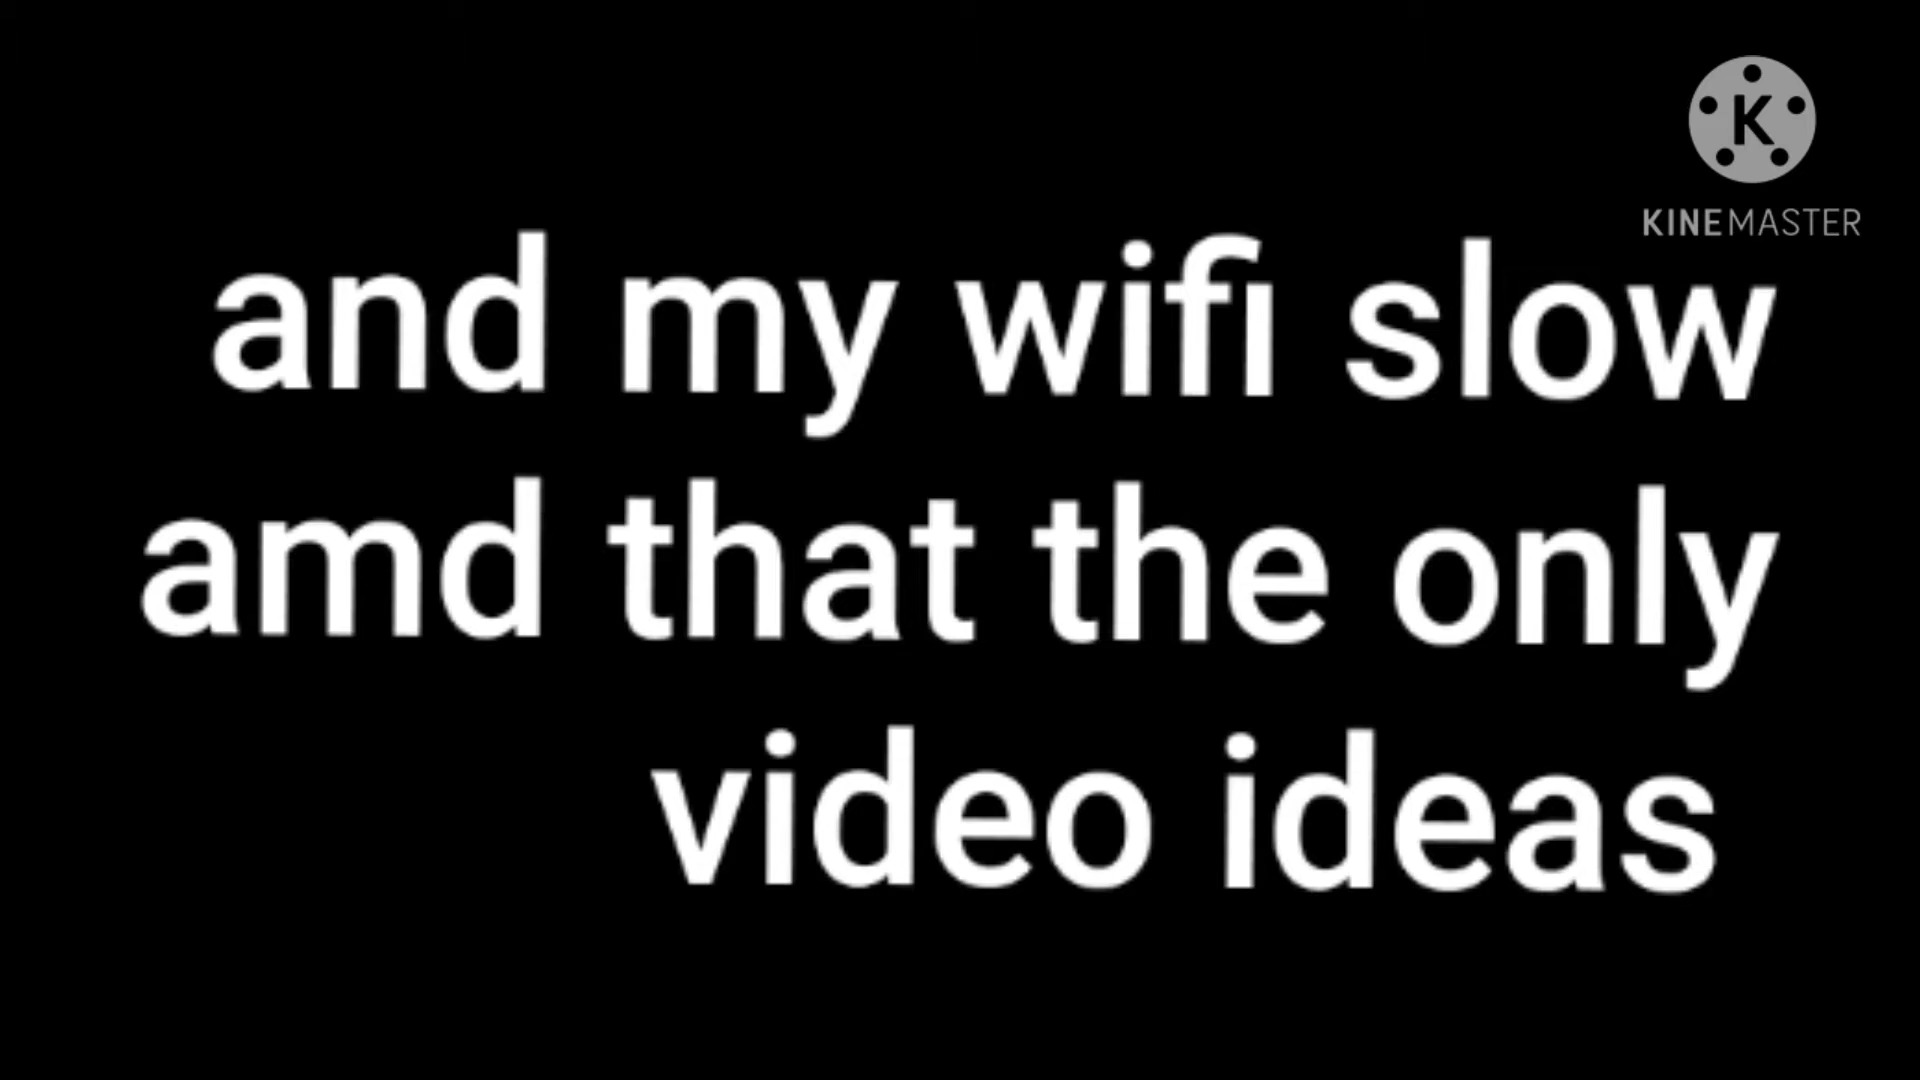 K
KINEMASTER
and my wifi slow
amd that the only
video ideas